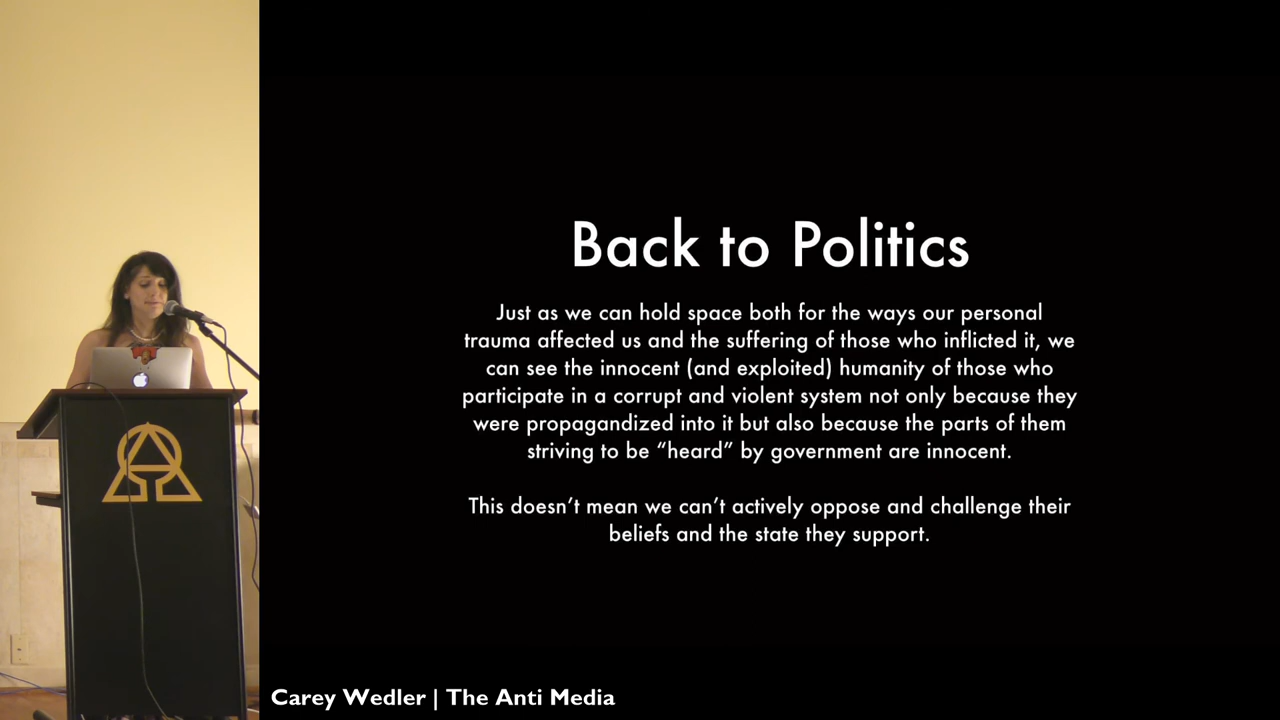 Back to Politics
Just as we can hold space both for the ways our personal
trauma affected us and the suffering of those who inflicted it, we
can see the innocent (and exploited) humanity of those who
participate in a corrupt and violent system not only because they
were propagandized into it but also because the parts of them
striving to be “heard” by government are innocent.
This doesn’t mean we can’t actively oppose and challenge their
beliefs and the state they support.
Carey Wedler | The Anti Media